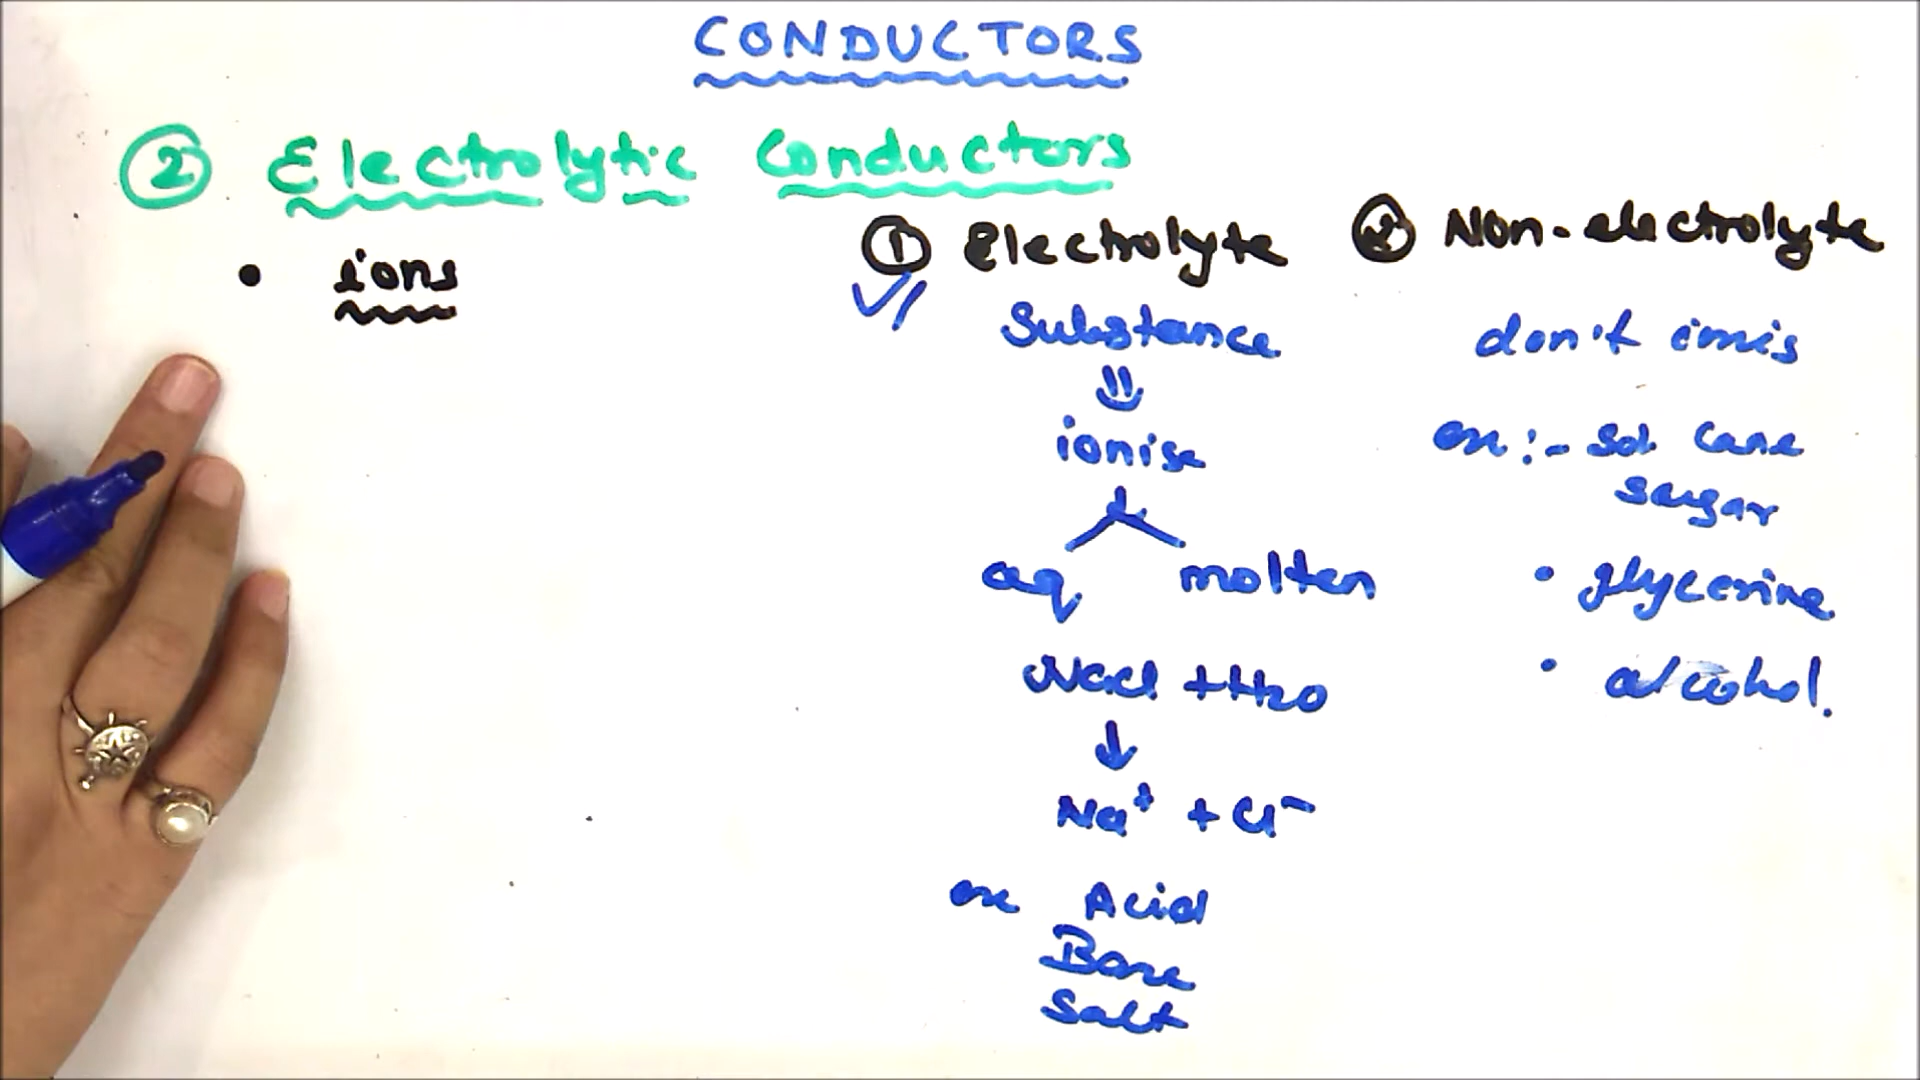 CONDUCTORS
② Electrolytic Conductors
• ions
① Electrolyte
Substance
⇓
ionise
aq molten
NaCl + H2O
↓
Na⁺ + Cl⁻
ex Acid
Base
Salt
② Non-electrolyte
don't ionis
ex :- Sol. Cane
sugar
• glycerine
• alcohol.